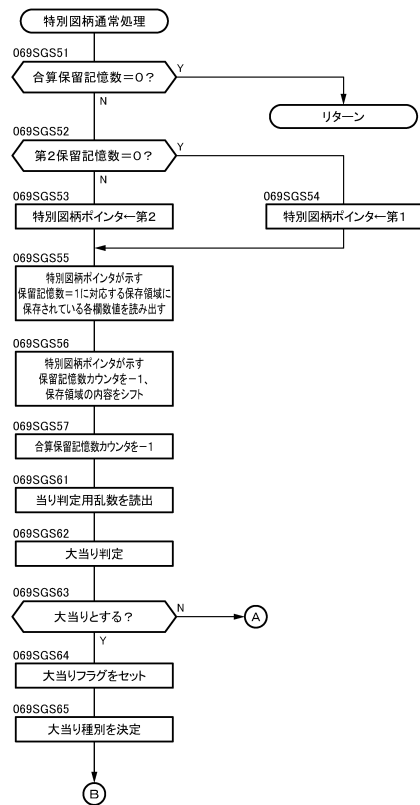 特別図柄通常処理
069SGS51
合算保留記憶数=0?
Y
N
リターン
069SGS52
第2保留記憶数=0?
Y
N
069SGS53
特別図柄ポインタ←第2
069SGS54
特別図柄ポインタ←第1
069SGS55
特別図柄ポインタが示す
保留記憶数=1に対応する保存領域に
保存されている各欄数値を読み出す
069SGS56
特別図柄ポインタが示す
保留記憶数カウンタを-1、
保存領域の内容をシフト
069SGS57
合算保留記憶数カウンタを-1
069SGS61
当り判定用乱数を読出
069SGS62
大当り判定
069SGS63
大当りとする?
N
A
Y
069SGS64
大当りフラグをセット
069SGS65
大当り種別を決定
B